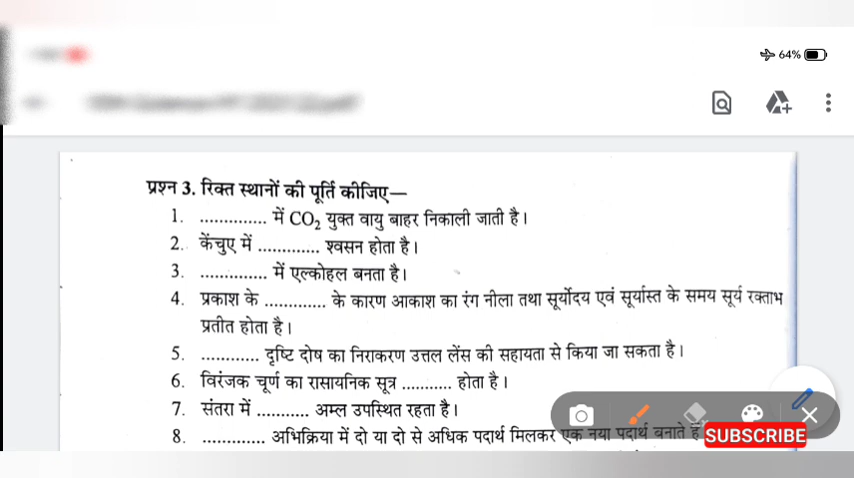 64%
प्रश्न 3. रिक्त स्थानों की पूर्ति कीजिए—
1. .............. में CO₂ युक्त वायु बाहर निकाली जाती है।
2. केंचुए में ............. श्वसन होता है।
3. .............. में एल्कोहल बनता है।
4. प्रकाश के ............. के कारण आकाश का रंग नीला तथा सूर्योदय एवं सूर्यास्त के समय सूर्य रक्ताभ
प्रतीत होता है।
5. ............ दृष्टि दोष का निराकरण उत्तल लेंस की सहायता से किया जा सकता है।
6. विरंजक चूर्ण का रासायनिक सूत्र .......... होता है।
7. संतरा में ........... अम्ल उपस्थित रहता है।
8. ............. अभिक्रिया में दो या दो से अधिक पदार्थ मिलकर एक नया पदार्थ बनाते हैं
SUBSCRIBE